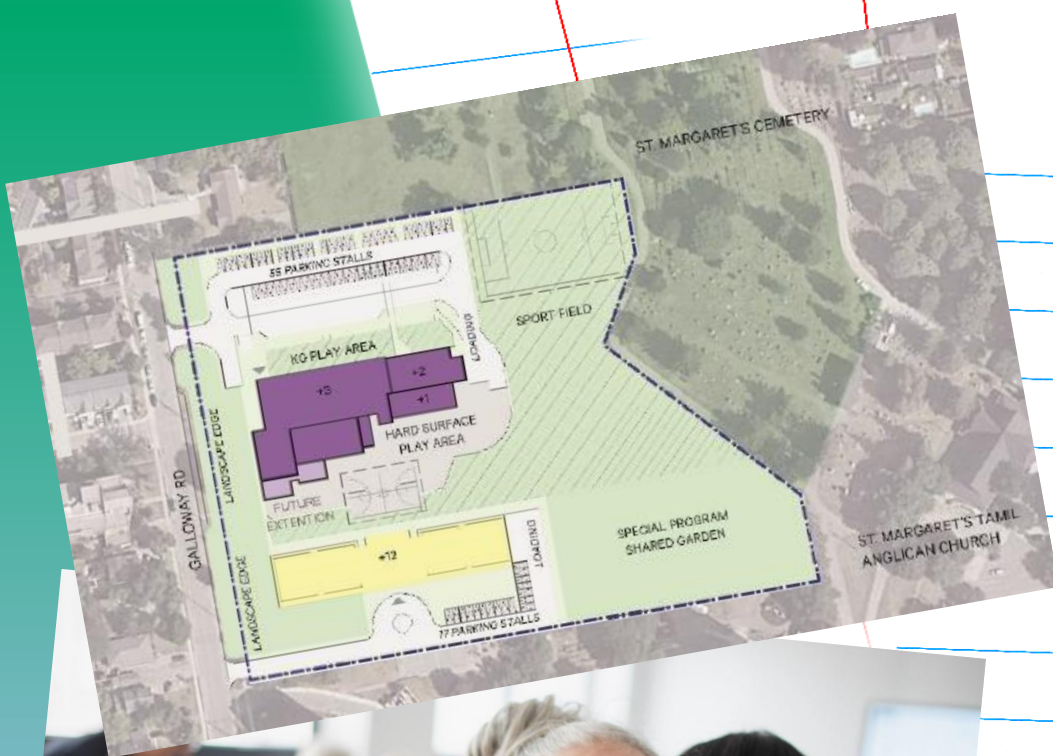 ST. MARGARET'S CEMETERY
55 PARKING STALLS
SPORT FIELD
LOADING
KG PLAY AREA
+2
+3
+1
HARD SURFACE
PLAY AREA
LANDSCAPE EDGE
GALLOWAY RD
FUTURE
EXTENTION
SPECIAL PROGRAM
SHARED GARDEN
ST. MARGARET'S TAMIL
ANGLICAN CHURCH
LOADING
+12
LANDSCAPE EDGE
17 PARKING STALLS